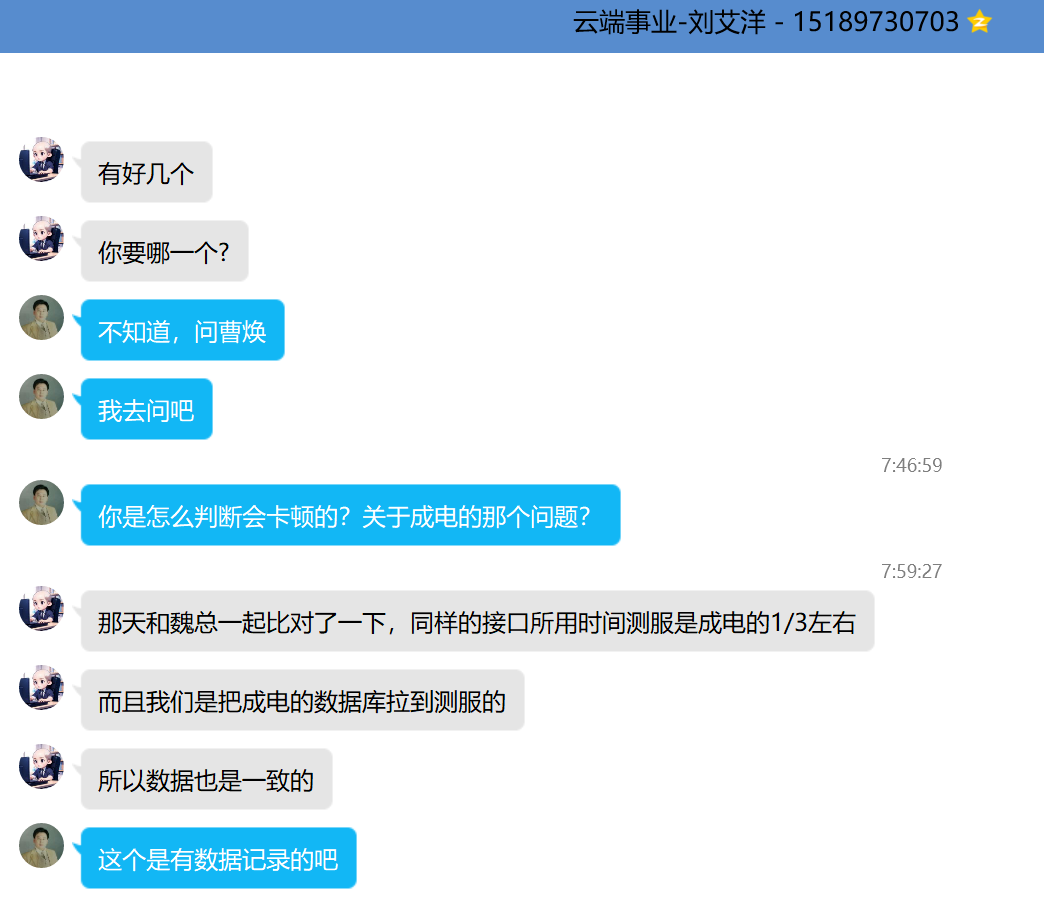 云端事业-刘艾洋 - 15189730703
有好几个
你要哪一个?
不知道，问曹焕
我去问吧
7:46:59
你是怎么判断会卡顿的？关于成电的那个问题？
7:59:27
那天和魏总一起比对了一下，同样的接口所用时间测服是成电的1/3左右
而且我们是把成电的数据库拉到测服的
所以数据也是一致的
这个是有数据记录的吧